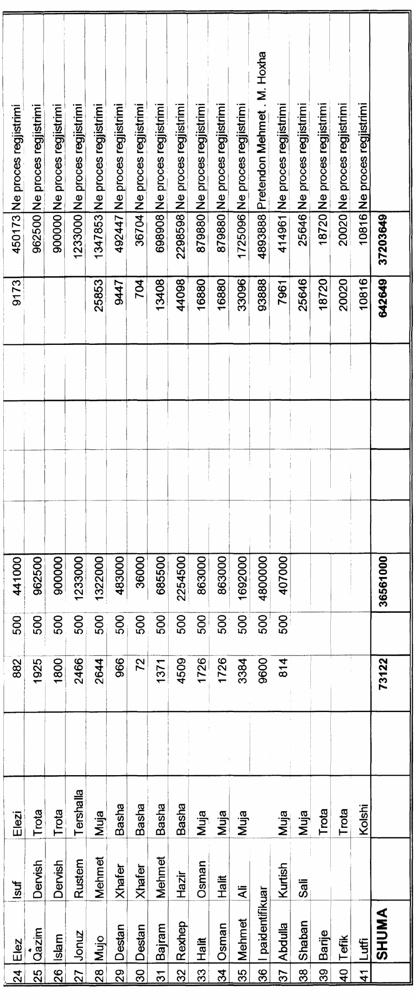 24 Elez Isuf Elezi 882 500 441000 9173 450173 Ne proces regjistrimi
25 Qazim Dervish Trota 1925 500 962500 962500 Ne proces regjistrimi
26 Islam Dervish Trota 1800 500 900000 900000 Ne proces regjistrimi
27 Jonuz Rustem Tershalla 2466 500 1233000 1233000 Ne proces regjistrimi
28 Mujo Mehmet Muja 2644 500 1322000 25853 1347853 Ne proces regjistrimi
29 Destan Xhafer Basha 966 500 483000 9447 492447 Ne proces regjistrimi
30 Destan Xhafer Basha 72 500 36000 704 36704 Ne proces regjistrimi
31 Bajram Mehmet Basha 1371 500 685500 13408 698908 Ne proces regjistrimi
32 Rexhep Hazir Basha 4509 500 2254500 44098 2298598 Ne proces regjistrimi
33 Halit Osman Muja 1726 500 863000 16880 879880 Ne proces regjistrimi
34 Osman Halit Muja 1726 500 863000 16880 879880 Ne proces regjistrimi
35 Mehmet Ali Muja 3384 500 1692000 33096 1725096 Ne proces regjistrimi
36 I paidentifikuar 9600 500 4800000 93888 4893888 Pretendon Mehmet . M. Hoxha
37 Abdulla Kurtish Muja 814 500 407000 7961 414961 Ne proces regjistrimi
38 Shaban Sali Muja 25646 25646 Ne proces regjistrimi
39 Barije Trota 18720 18720 Ne proces regjistrimi
40 Tefik Trota 20020 20020 Ne proces regjistrimi
41 Lutfi Kolshi 10816 10816 Ne proces regjistrimi
SHUMA 73122 36561000 642649 37203649